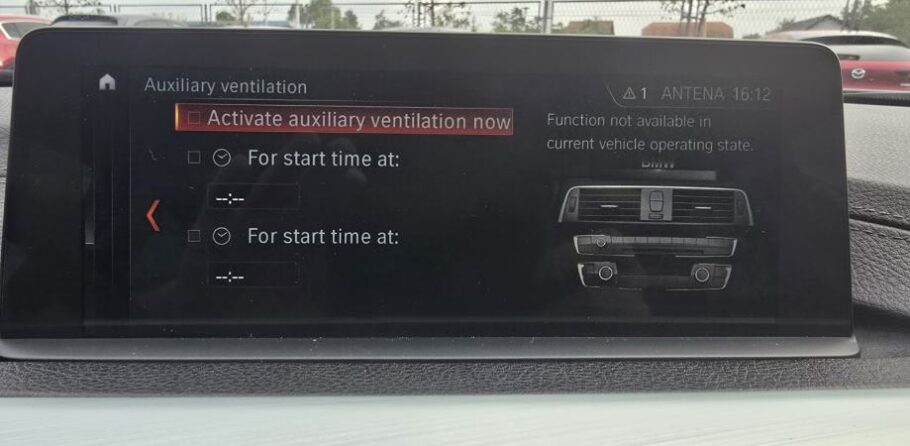 Auxiliary ventilation
⚠1 ANTENA 16:12
Activate auxiliary ventilation now
Function not available in
current vehicle operating state.
For start time at:
--:--
For start time at:
--:--
BMW